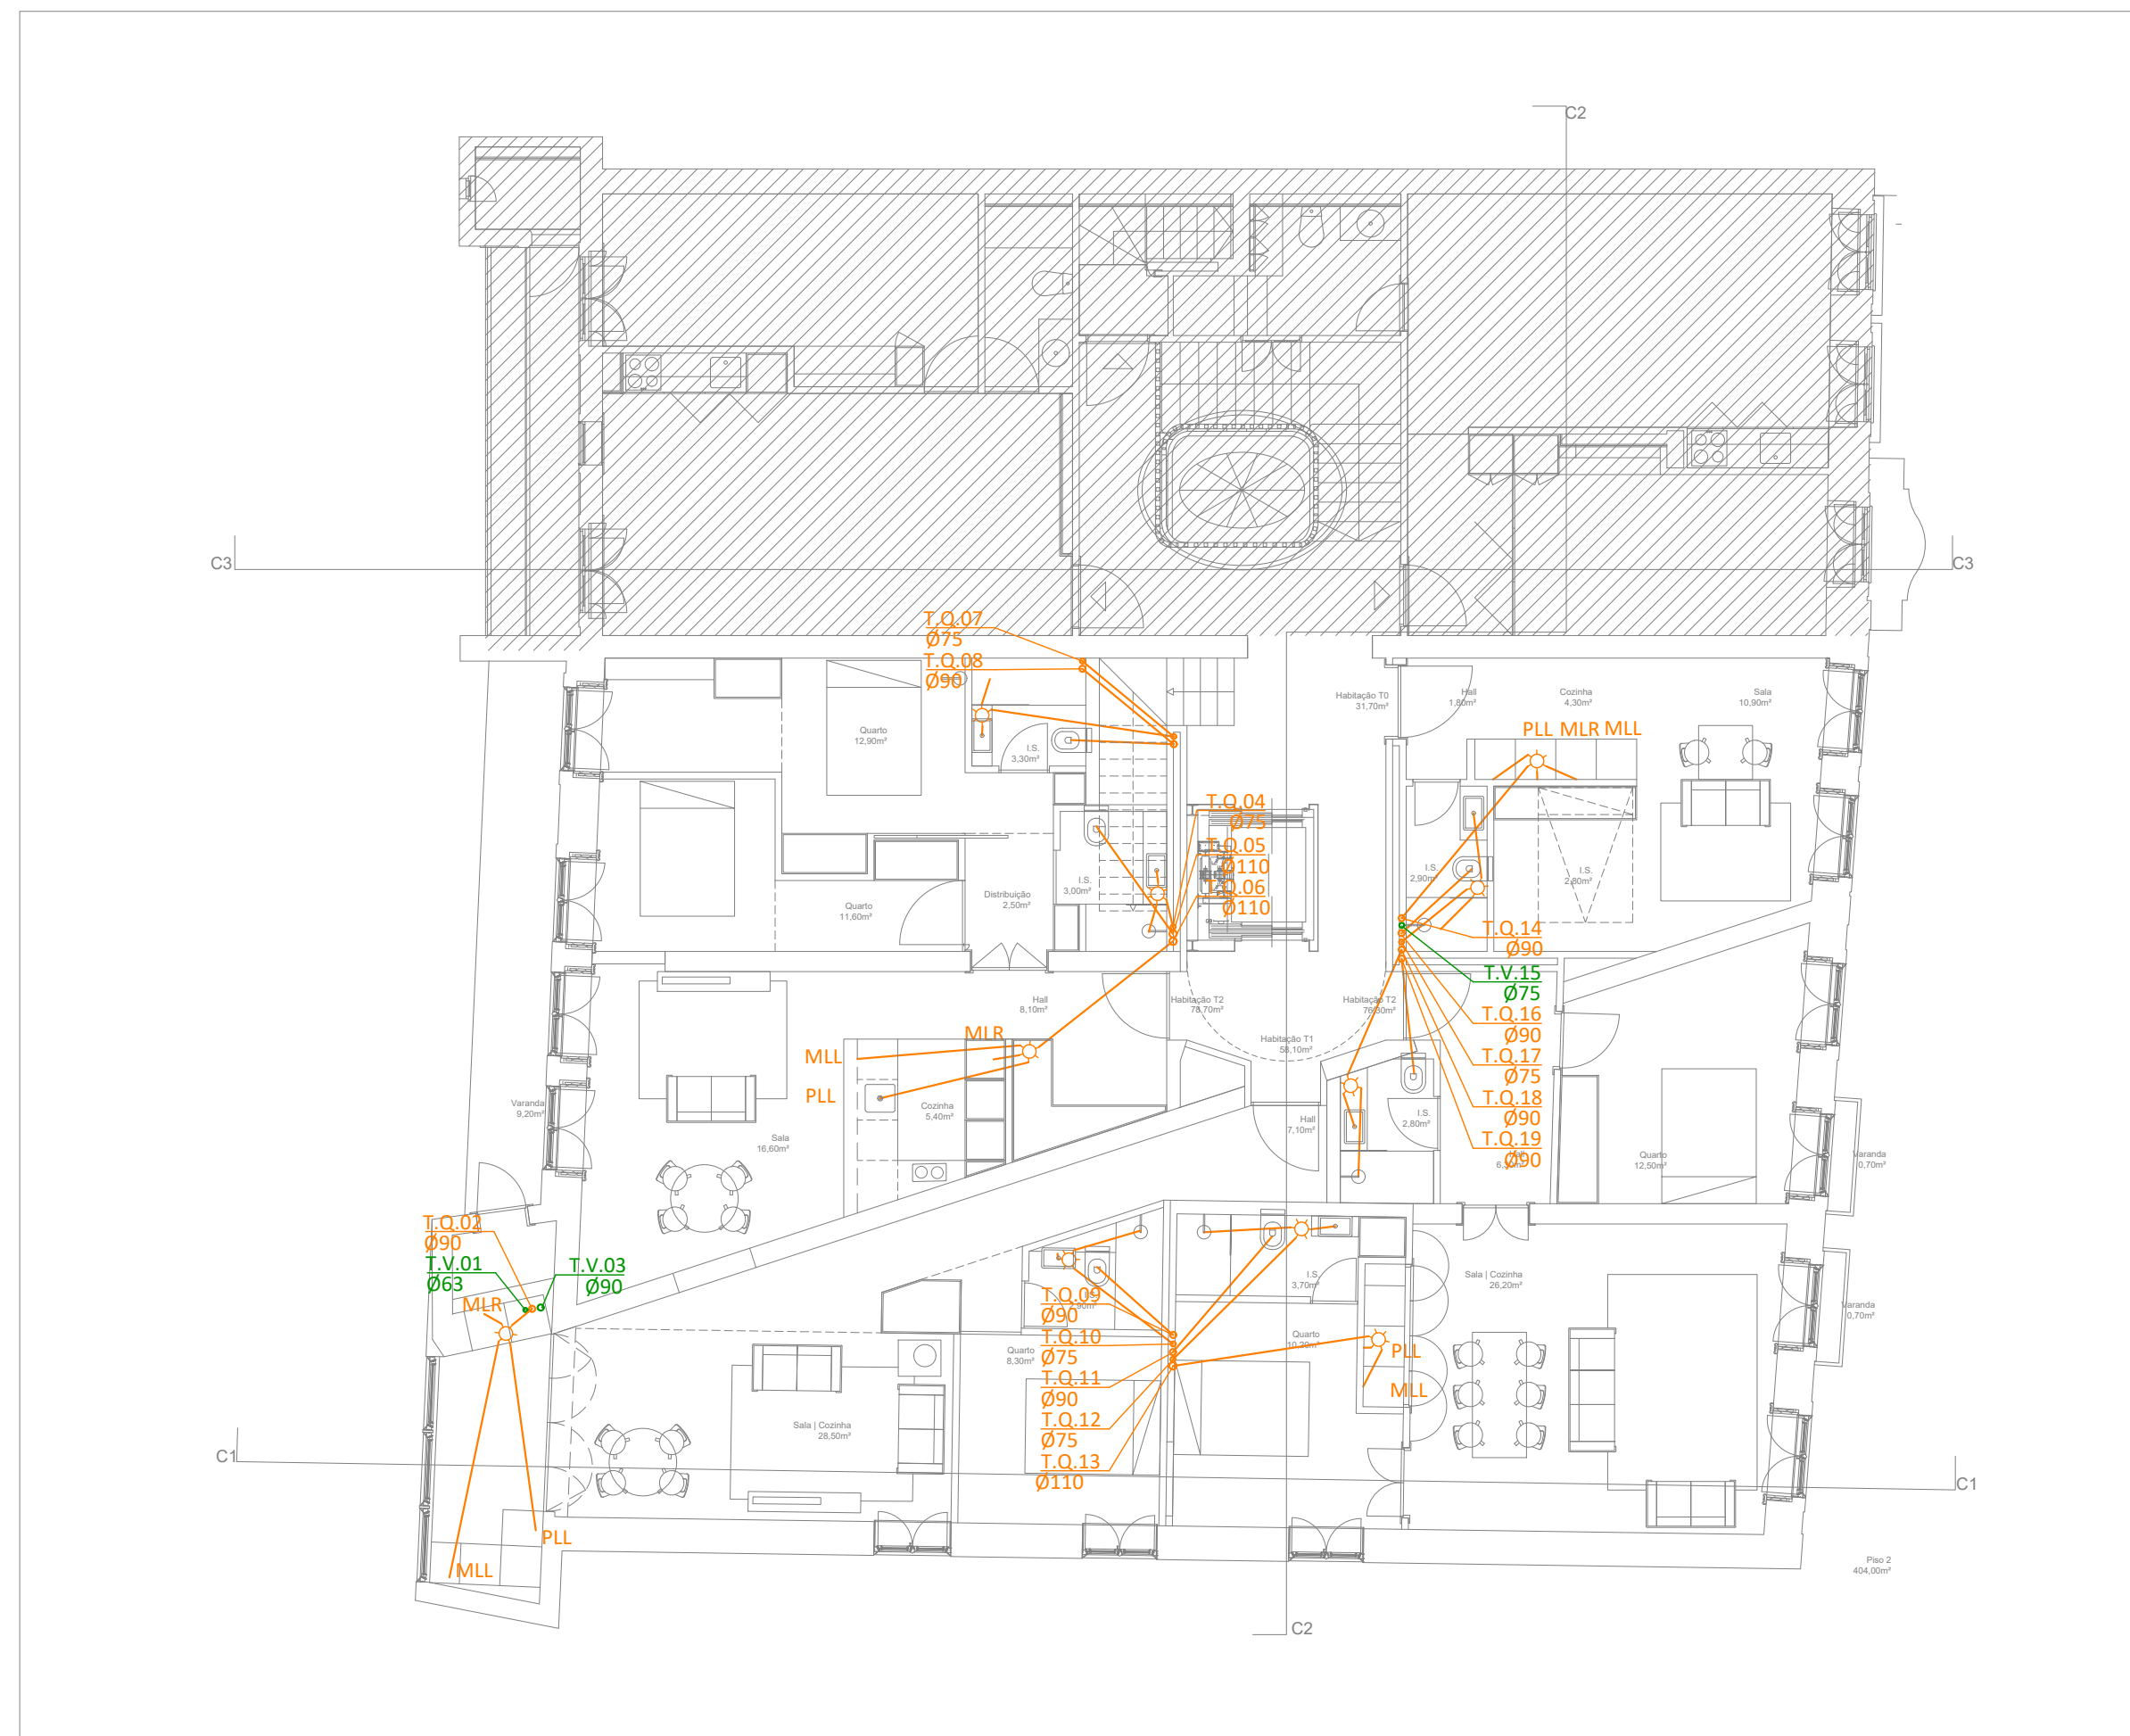 C2
C3
C3
T.Q.07
Ø75
T.Q.08
Ø90
Habitação T0
31,70m²
Hall
1,80m²
Cozinha
4,30m²
Sala
10,90m²
PLL MLR MLL
Quarto
12,90m²
I.S.
3,30m²
T.Q.04
Ø75
T.Q.05
Ø110
T.Q.06
Ø110
I.S.
3,00m²
I.S.
2,90m²
I.S.
2,80m²
Distribuição
2,50m²
Quarto
11,60m²
T.Q.14
Ø90
T.V.15
Ø75
T.Q.16
Ø90
T.Q.17
Ø75
T.Q.18
Ø90
T.Q.19
Ø90
Hall
8,10m²
Habitação T2
78,70m²
Habitação T2
76,30m²
Habitação T1
58,10m²
MLR
MLL
PLL
Cozinha
5,40m²
Varanda
9,20m²
Sala
16,60m²
Hall
7,10m²
I.S.
2,80m²
Hall
Quarto
12,50m²
Varanda
0,70m²
T.Q.02
Ø90
T.V.01
Ø63
T.V.03
Ø90
MLR
I.S.
3,70m²
Sala | Cozinha
26,20m²
Varanda
0,70m²
T.Q.09
Ø90
T.Q.10
Ø75
T.Q.11
Ø90
T.Q.12
Ø75
T.Q.13
Ø110
Quarto
8,30m²
Quarto
10,20m²
PLL
MLL
Sala | Cozinha
28,50m²
C1
C1
PLL
MLL
Piso 2
404,00m²
C2